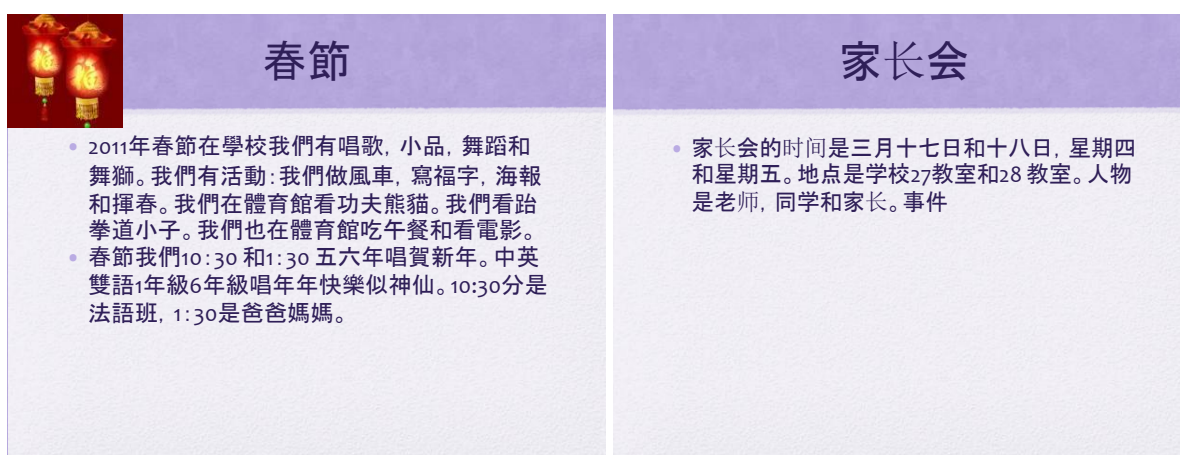 春節
2011年春節在學校我們有唱歌, 小品, 舞蹈和
舞獅。我們有活動:我們做風車, 寫福字, 海報
和揮春。我們在體育館看功夫熊貓。我們看跆
拳道小子。我們也在體育館吃午餐和看電影。
春節我們10:30 和1:30 五六年唱賀新年。中英
雙語1年級6年級唱年年快樂似神仙。10:30分是
法語班, 1:30是爸爸媽媽。
家长会
家长会的时间是三月十七日和十八日, 星期四
和星期五。地点是学校27教室和28 教室。人物
是老师, 同学和家长。事件